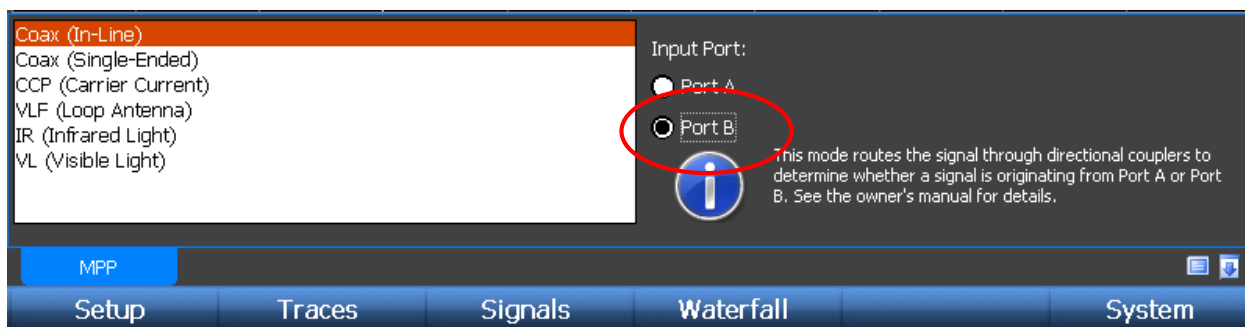 Coax (In-Line)
Coax (Single-Ended)
CCP (Carrier Current)
VLF (Loop Antenna)
IR (Infrared Light)
VL (Visible Light)
Input Port:
Port A
Port B
This mode routes the signal through directional couplers to
determine whether a signal is originating from Port A or Port
B. See the owner's manual for details.
MPP
Setup Traces Signals Waterfall System